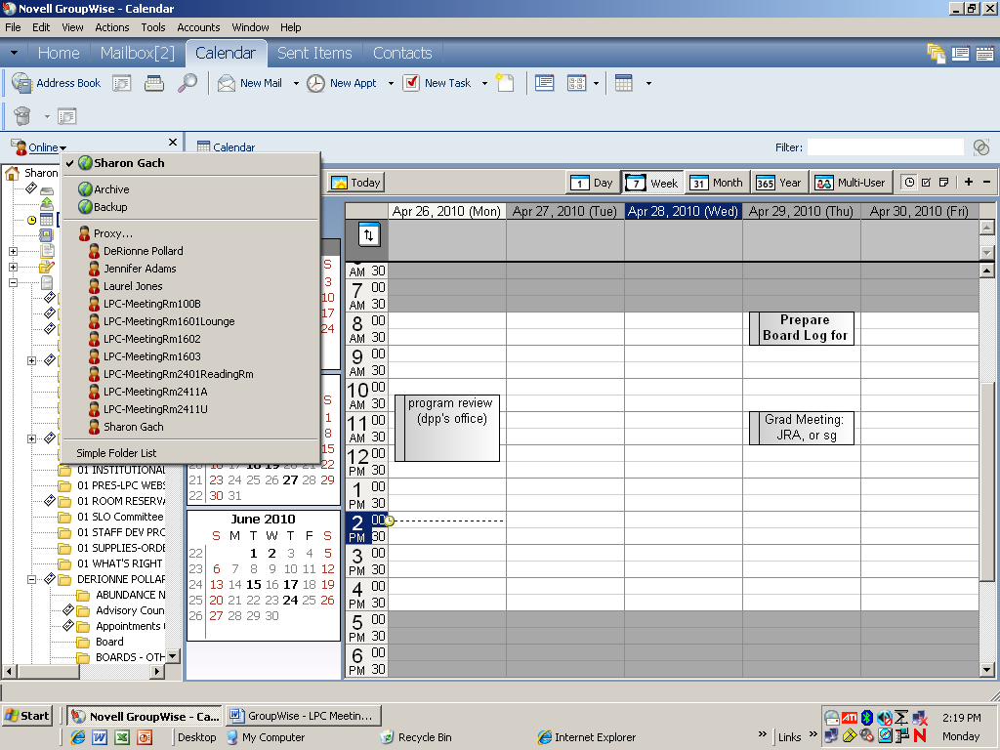 Novell GroupWise - Calendar
File Edit View Actions Tools Accounts Window Help
Home Mailbox[2] Calendar Sent Items Contacts
Address Book New Mail New Appt New Task
Online
Calendar
Filter:
Sharon
Sharon Gach
Archive
Backup
Proxy...
DeRionne Pollard
Jennifer Adams
Laurel Jones
LPC-MeetingRm100B
LPC-MeetingRm1601Lounge
LPC-MeetingRm1602
LPC-MeetingRm1603
LPC-MeetingRm2401ReadingRm
LPC-MeetingRm2411A
LPC-MeetingRm2411U
Sharon Gach
Simple Folder List
01 INSTITUTIONAL
01 PRES-LPC WEBS
01 ROOM RESERVA
01 SLO Committee
01 STAFF DEV PRO
01 SUPPLIES-ORDE
01 WHAT'S RIGHT
DERIONNE POLLAR
ABUNDANCE N
Advisory Coun
Appointments
Board
BOARDS - OTH
S
3
10
17
24
S
1
8
15
20 16 17 18 19 20 21 22
21 23 24 25 26 27 28 29
22 30 31
June 2010
S M T W T F S
22 1 2 3 4 5
23 6 7 8 9 10 11 12
24 13 14 15 16 17 18 19
25 20 21 22 23 24 25 26
26 27 28 29 30
Today
1 Day 7 Week 31 Month 365 Year Multi-User
Apr 26, 2010 (Mon) Apr 27, 2010 (Tue) Apr 28, 2010 (Wed) Apr 29, 2010 (Thu) Apr 30, 2010 (Fri)
AM 30
7 00
AM 30
8 00
AM 30
9 00
AM 30
10 00
AM 30
11 00
AM 30
12 00
PM 30
1 00
PM 30
2 00
PM 30
3 00
PM 30
4 00
PM 30
5 00
PM 30
6 00
PM 30
program review
(dpp's office)
Prepare
Board Log for
Grad Meeting:
JRA, or sg
Start
Novell GroupWise - Ca...
GroupWise - LPC Meetin...
Desktop My Computer Recycle Bin Internet Explorer
Links
ATI
N
2:19 PM
Monday